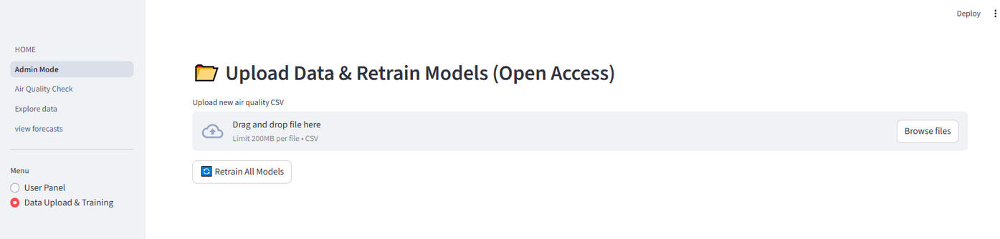 Deploy
HOME
Admin Mode
Air Quality Check
Explore data
view forecasts
Menu
User Panel
Data Upload & Training
Upload Data & Retrain Models (Open Access)
Upload new air quality CSV
Drag and drop file here
Limit 200MB per file • CSV
Browse files
Retrain All Models